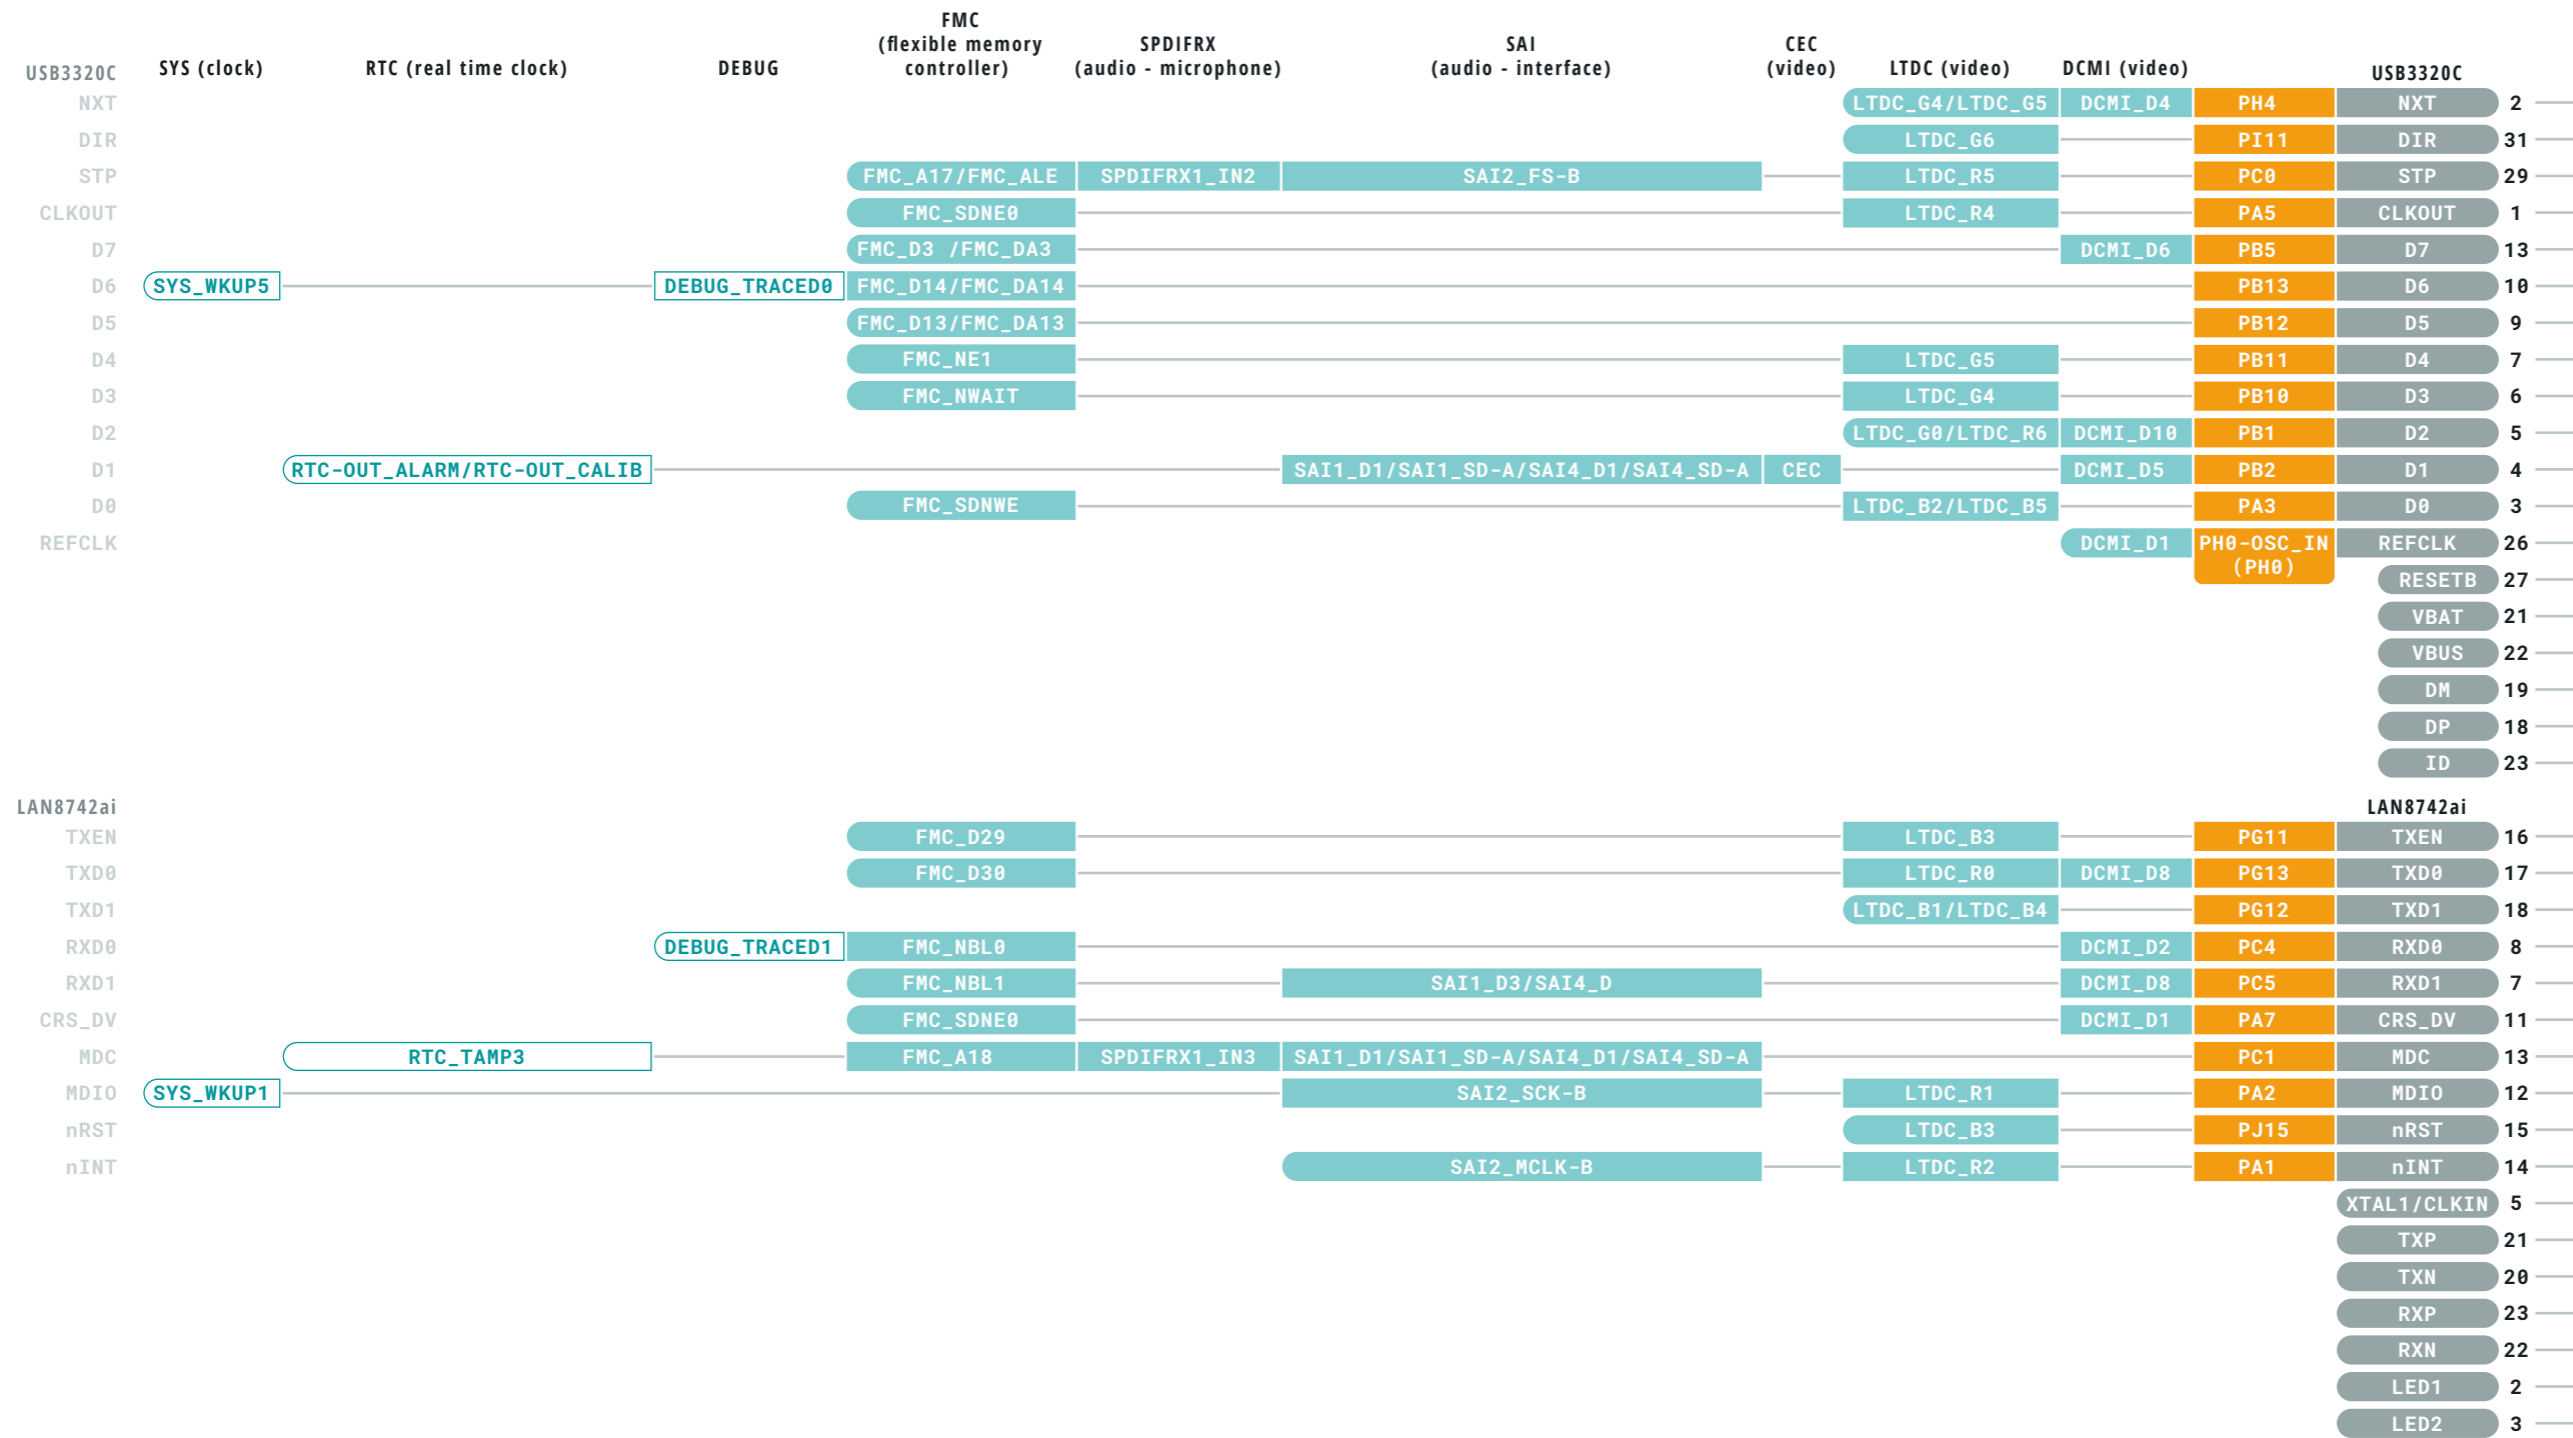 FMC
(flexible memory controller)
SPDIFRX
(audio - microphone)
SAI
(audio - interface)
CEC
(video)
USB3320C SYS (clock) RTC (real time clock) DEBUG LTDC (video) DCMI (video) USB3320C
NXT LTDC_G4/LTDC_G5 DCMI_D4 PH4 NXT 2
DIR LTDC_G6 PI11 DIR 31
STP FMC_A17/FMC_ALE SPDIFRX1_IN2 SAI2_FS-B LTDC_R5 PC0 STP 29
CLKOUT FMC_SDNE0 LTDC_R4 PA5 CLKOUT 1
D7 FMC_D3 /FMC_DA3 DCMI_D6 PB5 D7 13
D6 SYS_WKUP5 DEBUG_TRACED0 FMC_D14/FMC_DA14 PB13 D6 10
D5 FMC_D13/FMC_DA13 PB12 D5 9
D4 FMC_NE1 LTDC_G5 PB11 D4 7
D3 FMC_NWAIT LTDC_G4 PB10 D3 6
D2 LTDC_G0/LTDC_R6 DCMI_D10 PB1 D2 5
D1 RTC-OUT_ALARM/RTC-OUT_CALIB SAI1_D1/SAI1_SD-A/SAI4_D1/SAI4_SD-A CEC DCMI_D5 PB2 D1 4
D0 FMC_SDNWE LTDC_B2/LTDC_B5 PA3 D0 3
REFCLK DCMI_D1 PH0-OSC_IN REFCLK 26
(PH0)
RESETB 27
VBAT 21
VBUS 22
DM 19
DP 18
ID 23
LAN8742ai LAN8742ai
TXEN FMC_D29 LTDC_B3 PG11 TXEN 16
TXD0 FMC_D30 LTDC_R0 DCMI_D8 PG13 TXD0 17
TXD1 LTDC_B1/LTDC_B4 PG12 TXD1 18
RXD0 DEBUG_TRACED1 FMC_NBL0 DCMI_D2 PC4 RXD0 8
RXD1 FMC_NBL1 SAI1_D3/SAI4_D DCMI_D8 PC5 RXD1 7
CRS_DV FMC_SDNE0 DCMI_D1 PA7 CRS_DV 11
MDC RTC_TAMP3 FMC_A18 SPDIFRX1_IN3 SAI1_D1/SAI1_SD-A/SAI4_D1/SAI4_SD-A PC1 MDC 13
MDIO SYS_WKUP1 SAI2_SCK-B LTDC_R1 PA2 MDIO 12
nRST LTDC_B3 PJ15 nRST 15
nINT SAI2_MCLK-B LTDC_R2 PA1 nINT 14
XTAL1/CLKIN 5
TXP 21
TXN 20
RXP 23
RXN 22
LED1 2
LED2 3